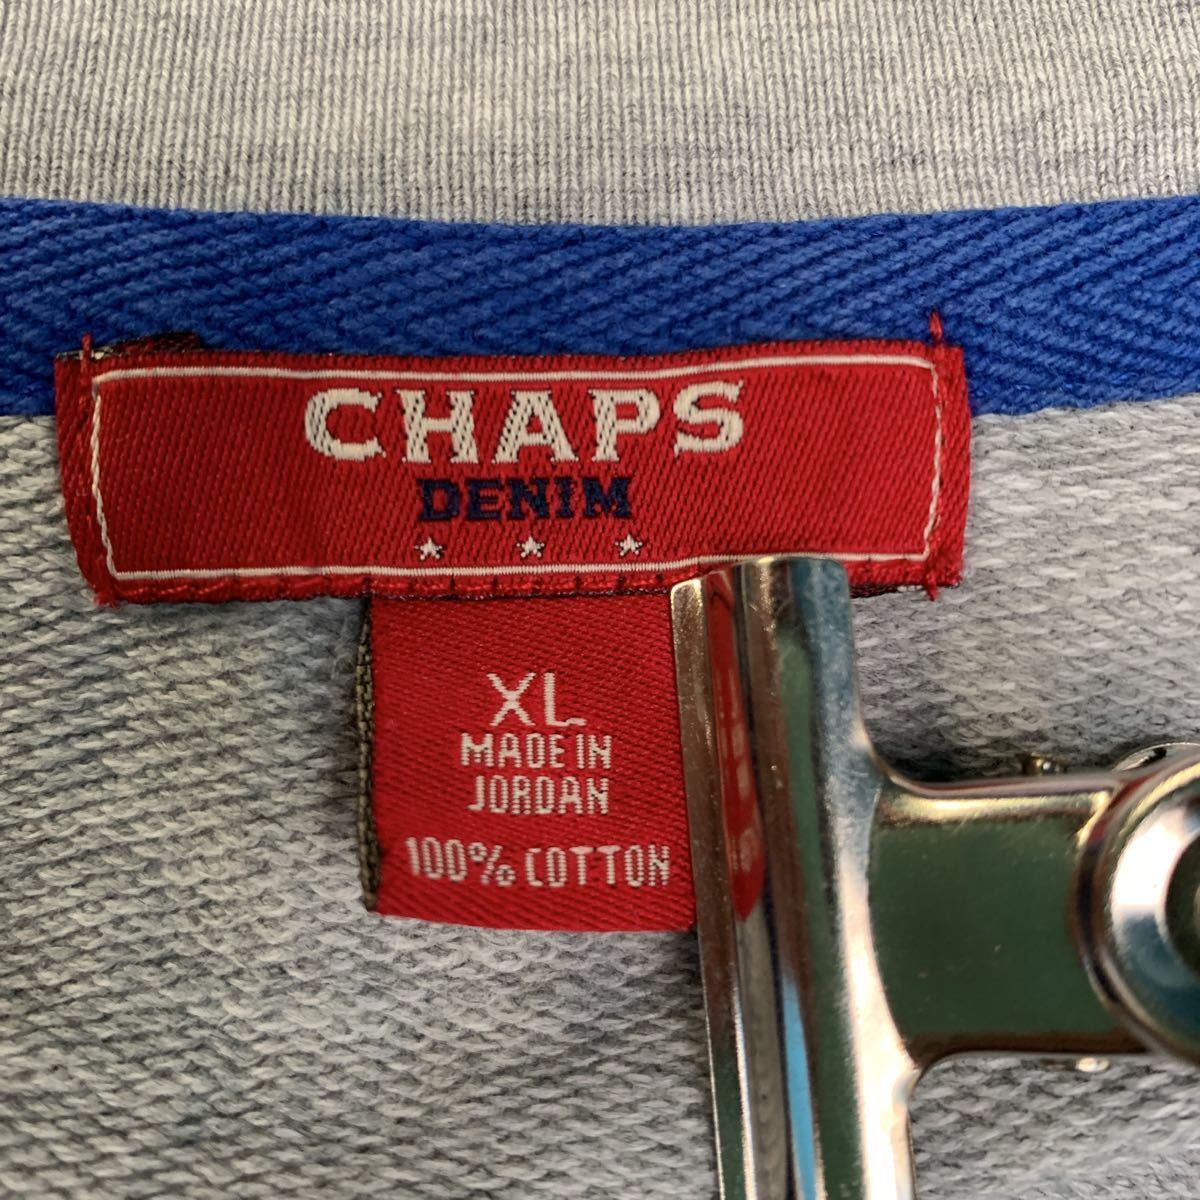 CHAPS
DENIM
XL
MADE IN
JORDAN
100% COTTON